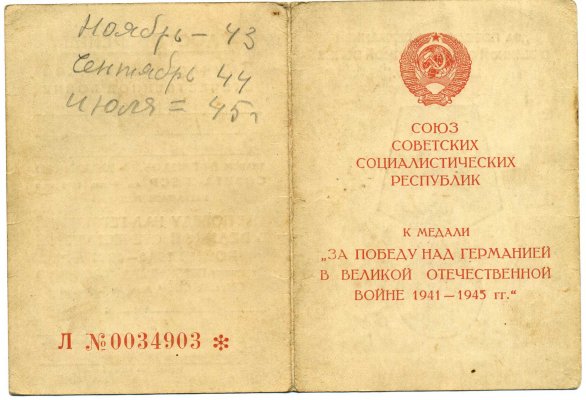 Ноябрь – 43
Сентябрь 44
Июля = 45г
Л №0034903 *
СОЮЗ
СОВЕТСКИХ
СОЦИАЛИСТИЧЕСКИХ
РЕСПУБЛИК
К МЕДАЛИ
„ЗА ПОБЕДУ НАД ГЕРМАНИЕЙ
В ВЕЛИКОЙ ОТЕЧЕСТВЕННОЙ
ВОЙНЕ 1941—1945 гг.“